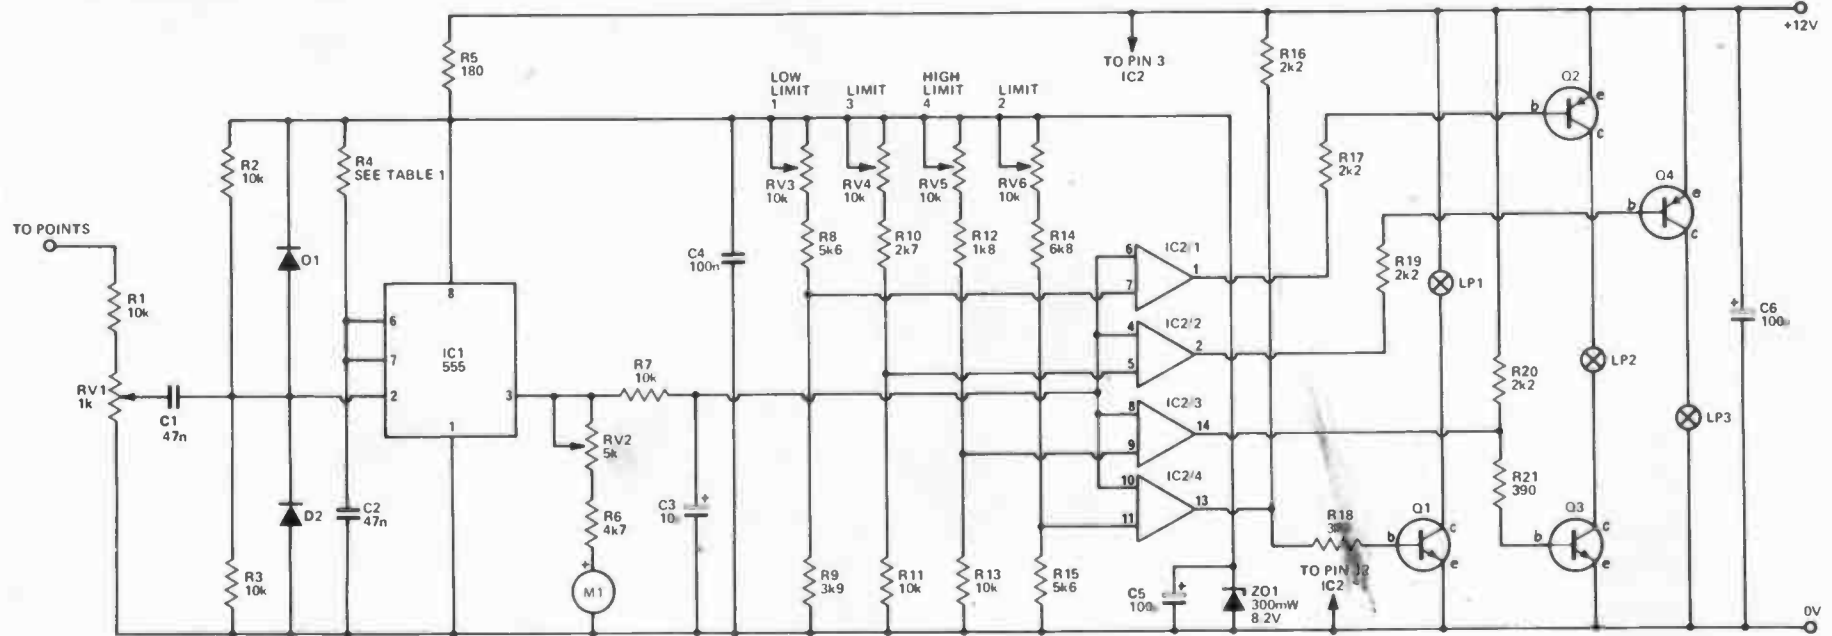 +12V
R5
180
TO PIN 3
IC2
R16
2k2
Q2
b
e
c
LOW
LIMIT
1
LIMIT
3
HIGH
LIMIT
4
LIMIT
2
R2
10k
R4
SEE TABLE 1
RV3
10k
RV4
10k
RV5
10k
RV6
10k
R17
2k2
Q4
b
e
c
TO POINTS
D1
C4
100n
R8
5k6
R10
2k7
R12
1k8
R14
6k8
6
7
IC2/1
1
R19
2k2
LP1
R1
10k
8
6
7
2
IC1
555
3
1
4
5
IC2/2
2
C6
100
+
LP2
RV1
1k
C1
47n
R7
10k
R20
2k2
8
9
IC2/3
14
LP3
RV2
5k
10
11
IC2/4
13
R21
390
D2
C2
47n
R6
4k7
C3
10
+
R18
Q1
b
c
e
Q3
b
c
e
R3
10k
+
M1
R9
3k9
R11
10k
R13
10k
R15
5k6
C5
100
+
ZD1
300mW
8.2V
TO PIN 12
IC2
0V